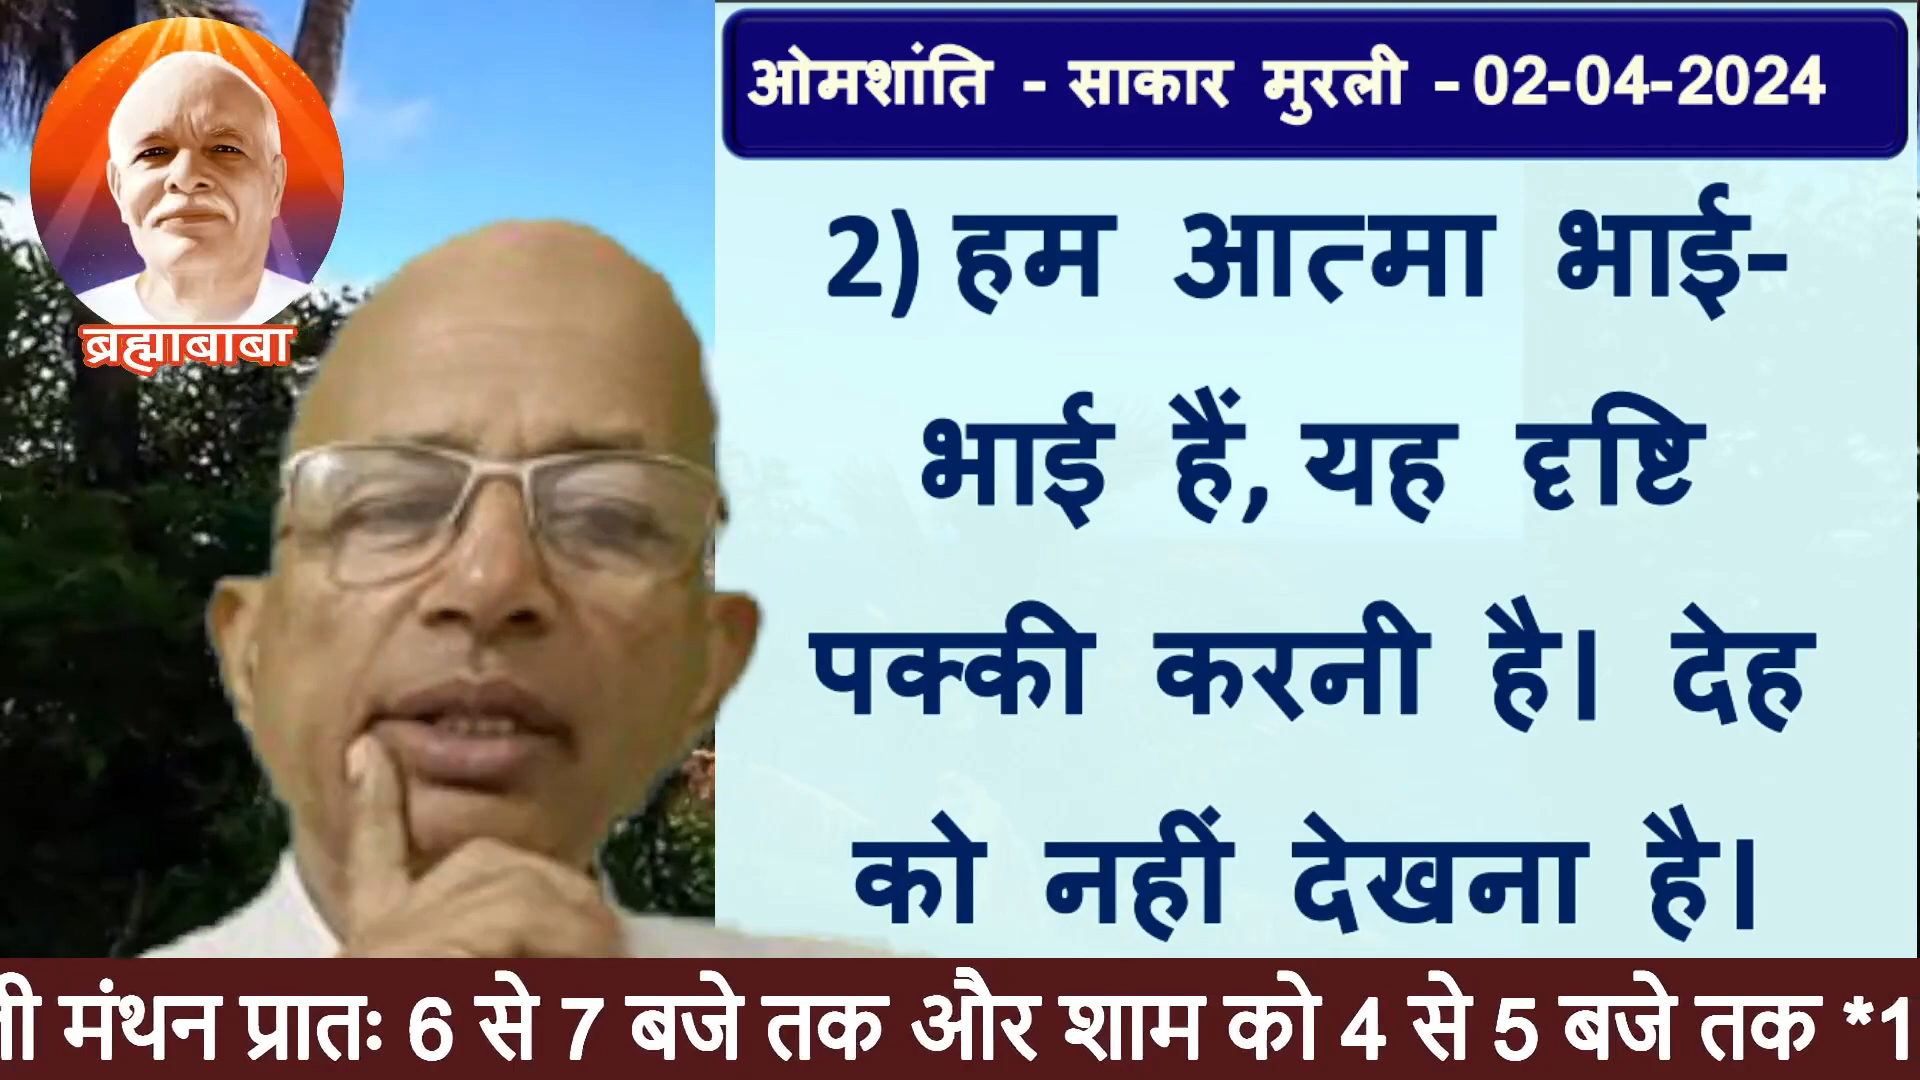 ओमशांति - साकार मुरली - 02-04-2024
ब्रह्माबाबा
2) हम आत्मा भाई-
भाई हैं, यह दृष्टि
पक्की करनी है। देह
को नहीं देखना है।
मंथन प्रातः 6 से 7 बजे तक और शाम को 4 से 5 बजे तक *1